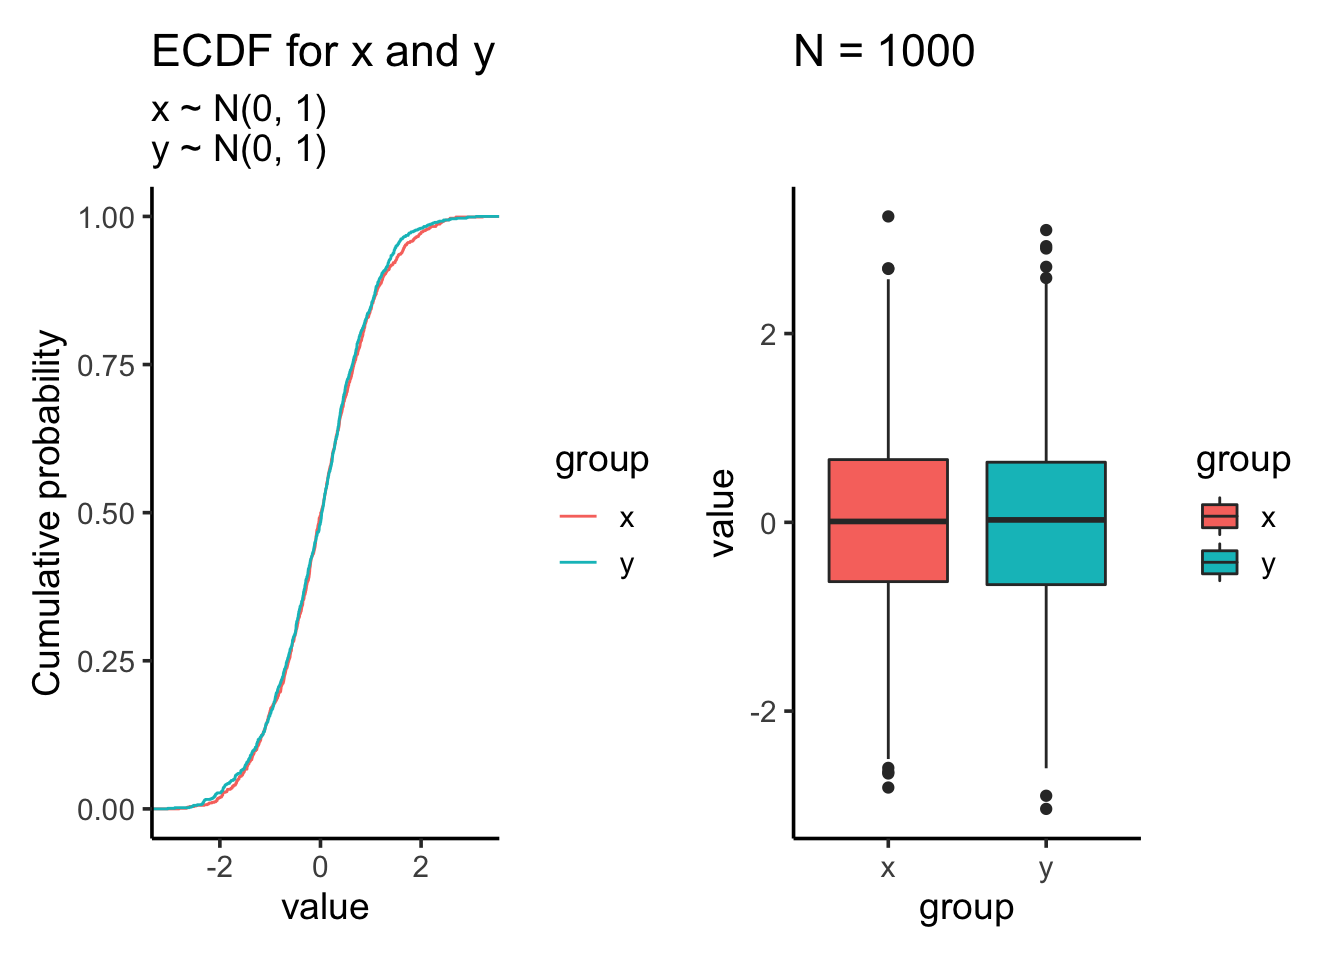 ECDF for x and y
x ~ N(0, 1)
y ~ N(0, 1)
1.00
0.75
0.50
0.25
0.00
Cumulative probability
-2 0 2
value
group
x
y
N = 1000
2
0
-2
value
x y
group
group
x
y